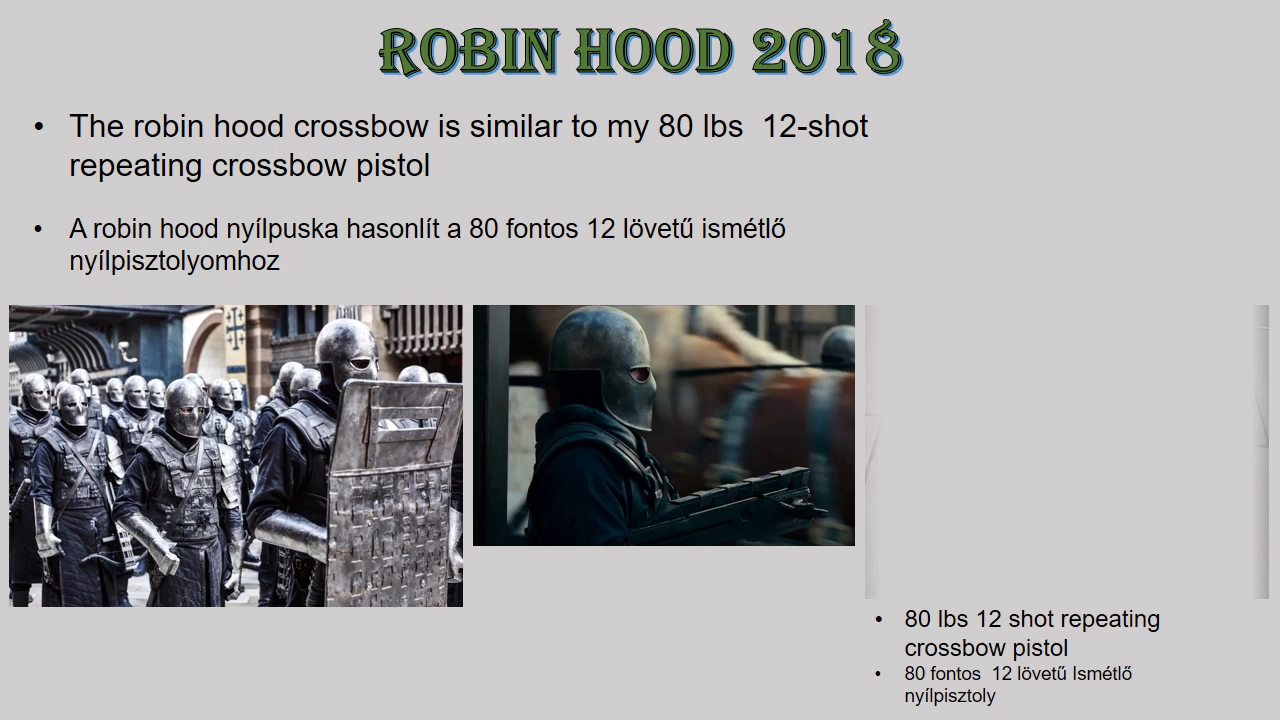 ROBIN HOOD 2018
• The robin hood crossbow is similar to my 80 lbs  12-shot
repeating crossbow pistol
• A robin hood nyílpuska hasonlít a 80 fontos 12 lövetű ismétlő
nyílpisztolyomhoz
• 80 lbs 12 shot repeating
crossbow pistol
• 80 fontos  12 lövetű Ismétlő
nyílpisztoly